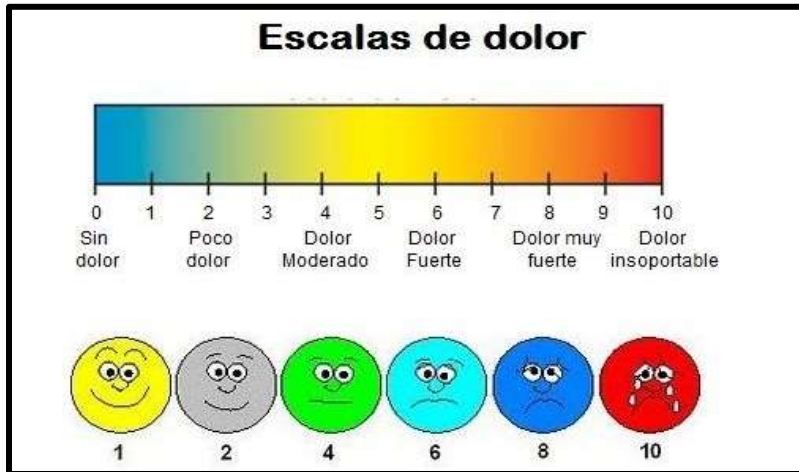 Escalas de dolor
0 1 2 3 4 5 6 7 8 9 10
Sin dolor
Poco dolor
Dolor Moderado
Dolor Fuerte
Dolor muy fuerte
Dolor insoportable
1 2 4 6 8 10